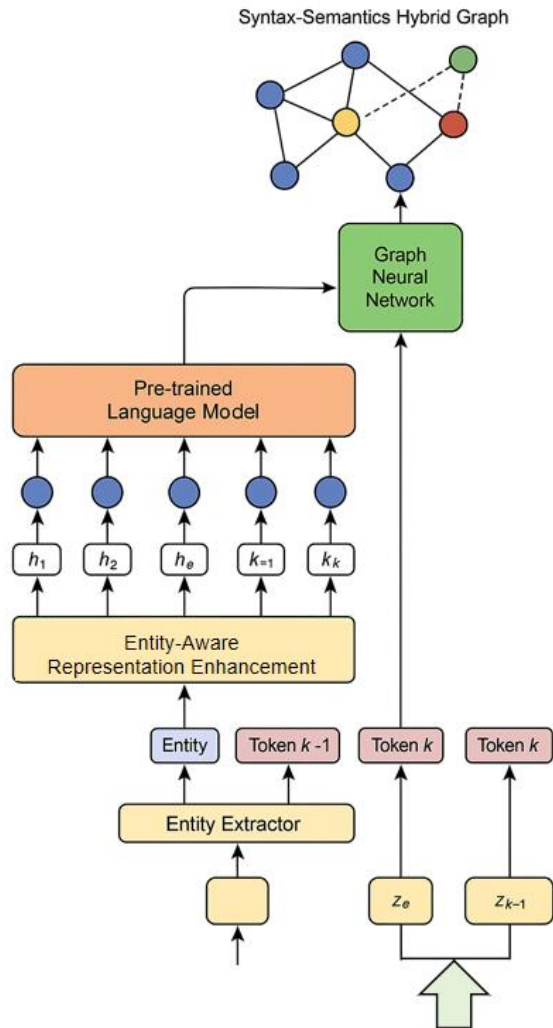 Syntax-Semantics Hybrid Graph
Graph
Neural
Network
Pre-trained
Language Model
h₁ h₂ hₑ k₌₁ kₖ
Entity-Aware
Representation Enhancement
Entity Token k -1 Token k Token k
Entity Extractor
zₑ zₖ₋₁